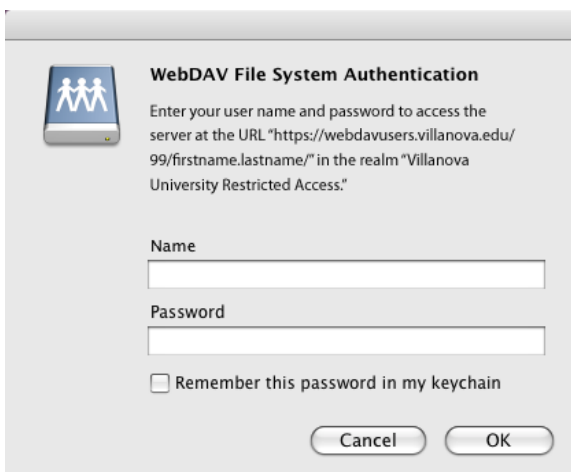 WebDAV File System Authentication
Enter your user name and password to access the
server at the URL "https://webdavusers.villanova.edu/
99/firstname.lastname/" in the realm "Villanova
University Restricted Access."
Name
Password
Remember this password in my keychain
Cancel
OK